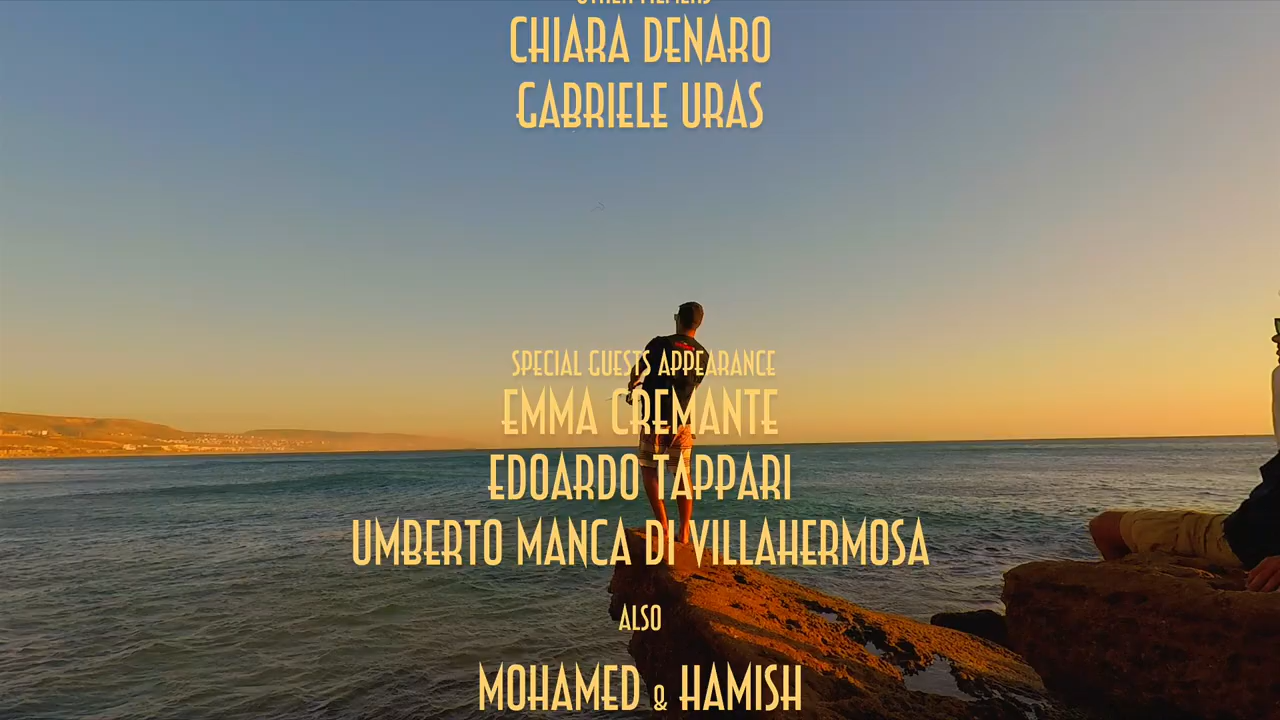 CHIARA DENARO
GABRIELE URAS
SPECIAL GUESTS APPEARANCE
EMMA CREMANTE
EDOARDO TAPPARI
UMBERTO MANCA DI VILLAHERMOSA
ALSO
MOHAMED & HAMISH